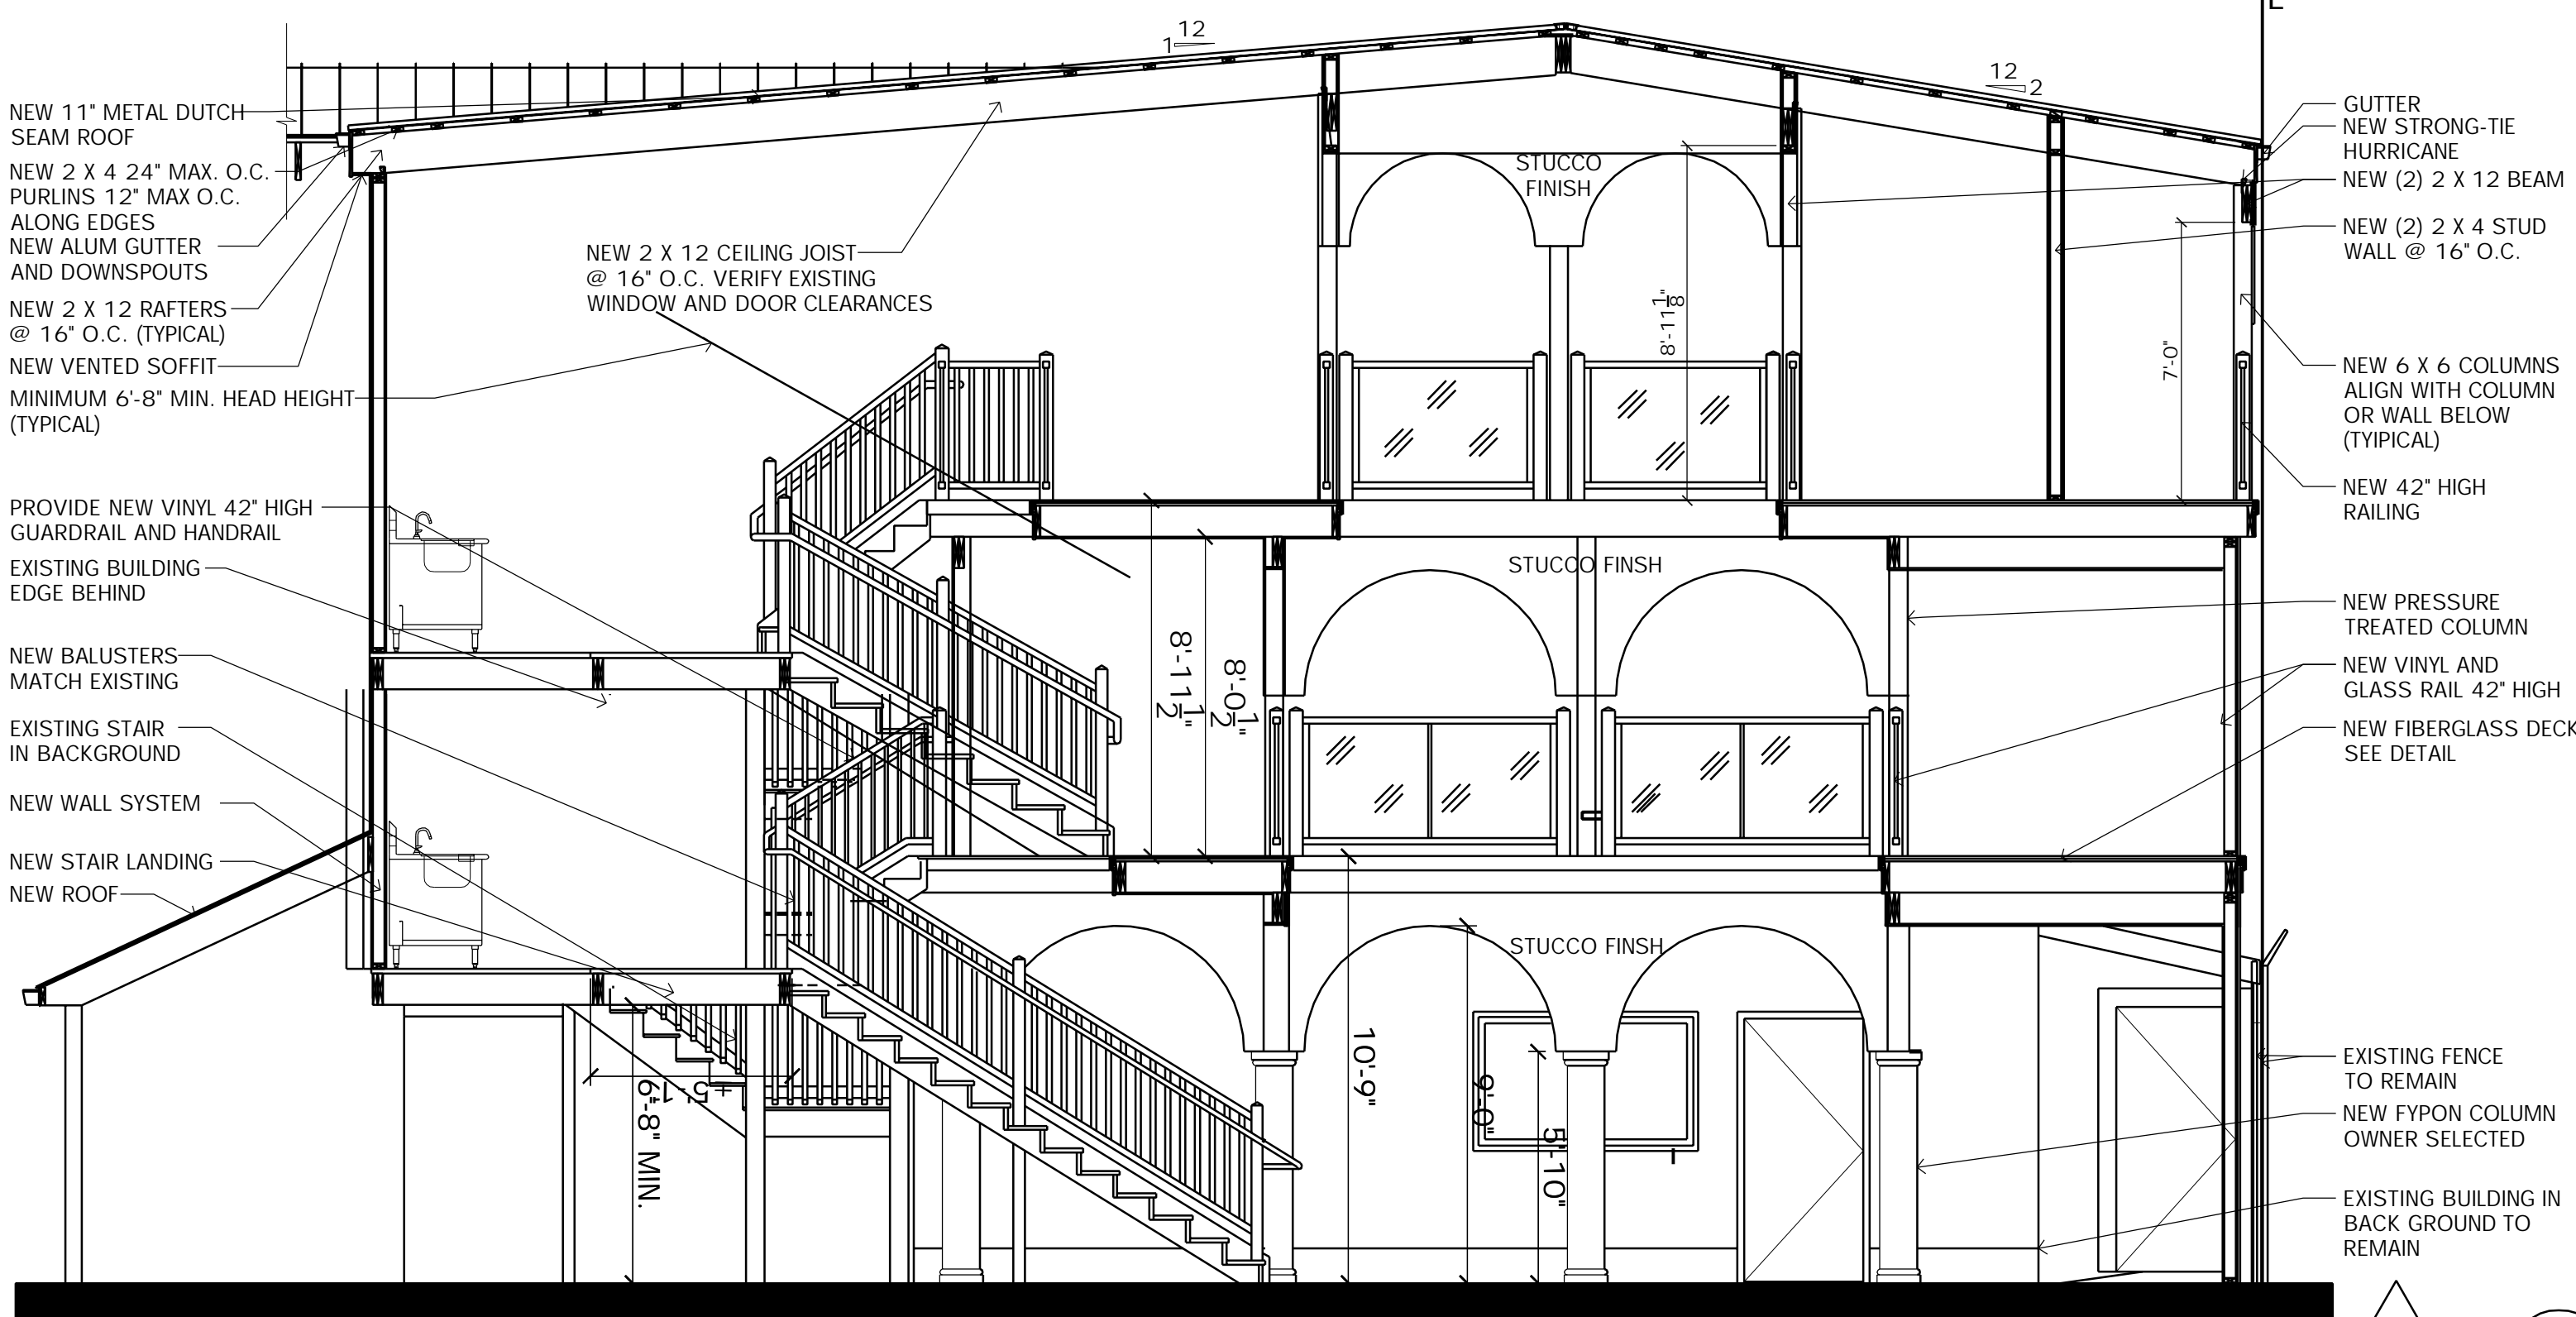 L
12
1
12
2
NEW 11" METAL DUTCH
SEAM ROOF
NEW 2 X 4 24" MAX. O.C.
PURLINS 12" MAX O.C.
ALONG EDGES
NEW ALUM GUTTER
AND DOWNSPOUTS
NEW 2 X 12 RAFTERS
@ 16" O.C. (TYPICAL)
NEW VENTED SOFFIT
MINIMUM 6'-8" MIN. HEAD HEIGHT
(TYPICAL)
PROVIDE NEW VINYL 42" HIGH
GUARDRAIL AND HANDRAIL
EXISTING BUILDING
EDGE BEHIND
NEW BALUSTERS
MATCH EXISTING
EXISTING STAIR
IN BACKGROUND
NEW WALL SYSTEM
NEW STAIR LANDING
NEW ROOF
NEW 2 X 12 CEILING JOIST
@ 16" O.C. VERIFY EXISTING
WINDOW AND DOOR CLEARANCES
STUCCO
FINISH
8'-11 1/8"
7'-0"
STUCCO FINSH
8'-11 1/2"
8'-0 1/2"
STUCCO FINSH
10'-9"
9'-0"
5'-10"
6'-8" MIN.
GUTTER
NEW STRONG-TIE
HURRICANE
NEW (2) 2 X 12 BEAM
NEW (2) 2 X 4 STUD
WALL @ 16" O.C.
NEW 6 X 6 COLUMNS
ALIGN WITH COLUMN
OR WALL BELOW
(TYIPICAL)
NEW 42" HIGH
RAILING
NEW PRESSURE
TREATED COLUMN
NEW VINYL AND
GLASS RAIL 42" HIGH
NEW FIBERGLASS DECK
SEE DETAIL
EXISTING FENCE
TO REMAIN
NEW FYPON COLUMN
OWNER SELECTED
EXISTING BUILDING IN
BACK GROUND TO
REMAIN